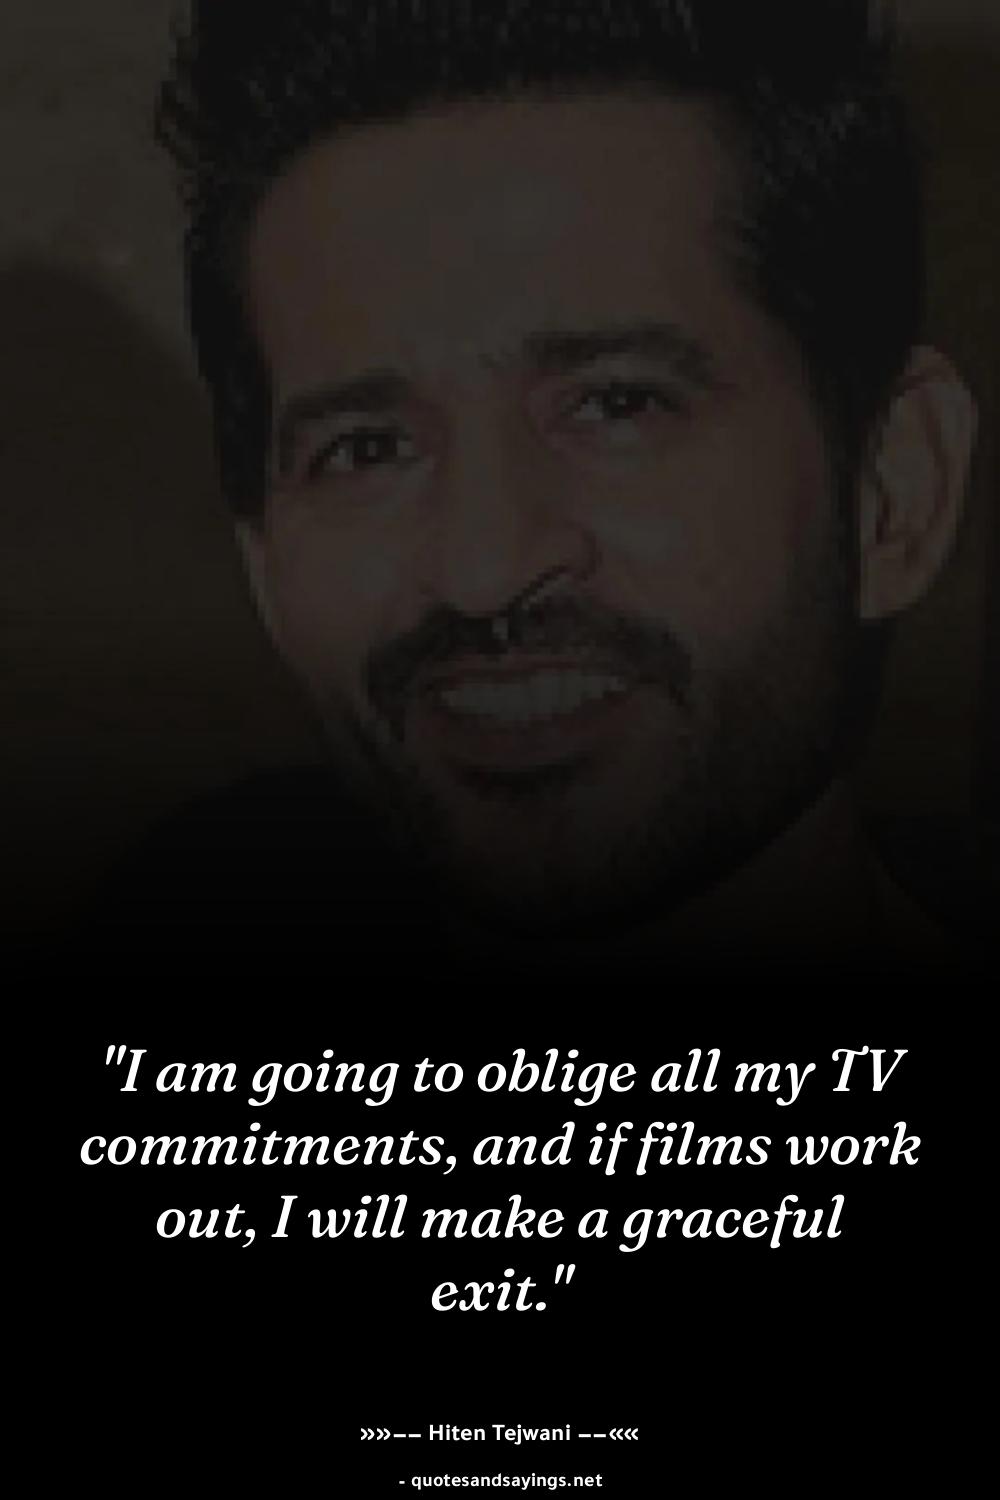 "I am going to oblige all my TV
commitments, and if films work
out, I will make a graceful
exit."
»»−− Hiten Tejwani −−««
- quotesandsayings.net